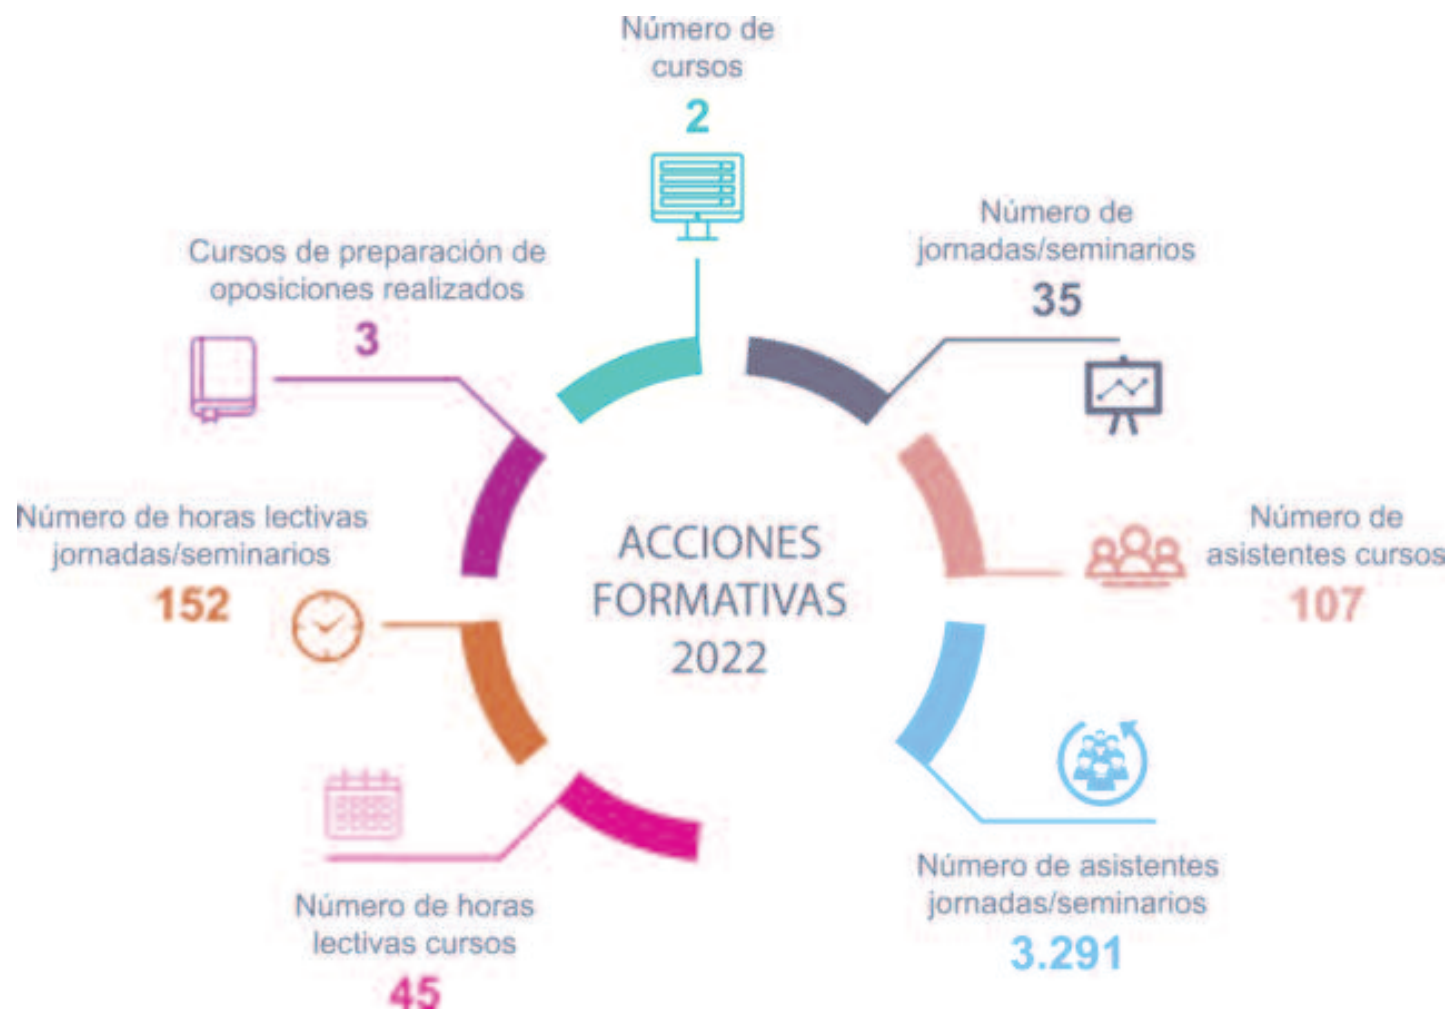 Número de
cursos
2
Número de
jornadas/seminarios
35
Cursos de preparación de
oposiciones realizados
3
Número de horas lectivas
jornadas/seminarios
152
ACCIONES
FORMATIVAS
2022
Número de
asistentes cursos
107
Número de asistentes
jornadas/seminarios
3.291
Número de horas
lectivas cursos
45